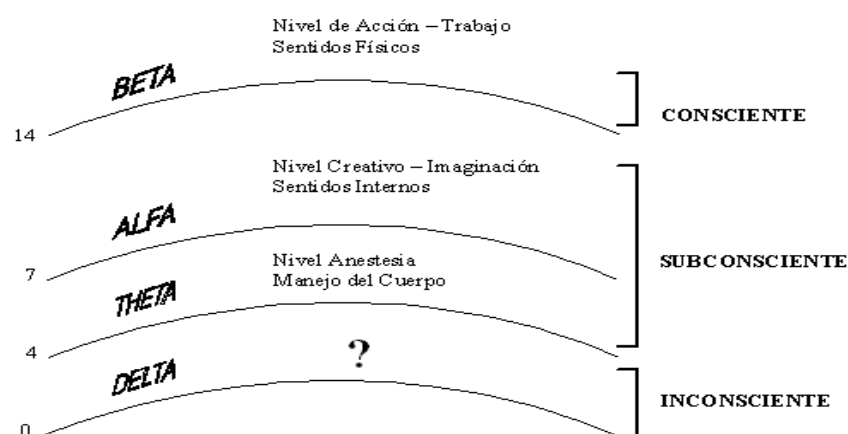 Nivel de Acción – Trabajo
Sentidos Físicos
BETA
CONSCIENTE
14
Nivel Creativo – Imaginación
Sentidos Internos
ALFA
7
Nivel Anestesia
Manejo del Cuerpo
SUBCONSCIENTE
THETA
4
?
DELTA
INCONSCIENTE
0